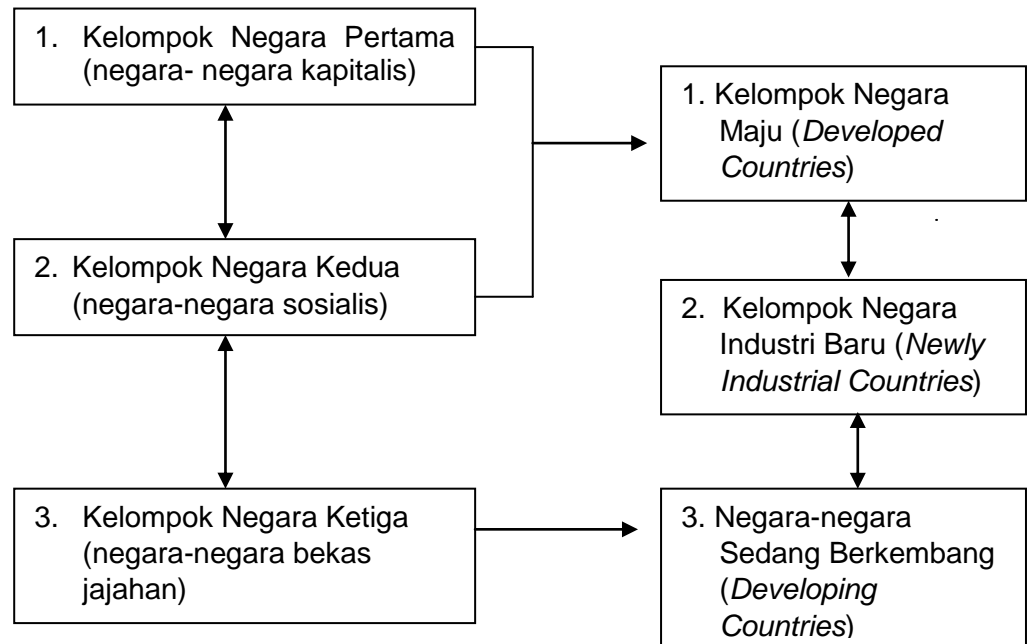 1. Kelompok Negara Pertama
(negara- negara kapitalis)
2. Kelompok Negara Kedua
(negara-negara sosialis)
3. Kelompok Negara Ketiga
(negara-negara bekas
jajahan)
1. Kelompok Negara
Maju (Developed
Countries)
2. Kelompok Negara
Industri Baru (Newly
Industrial Countries)
3. Negara-negara
Sedang Berkembang
(Developing
Countries)